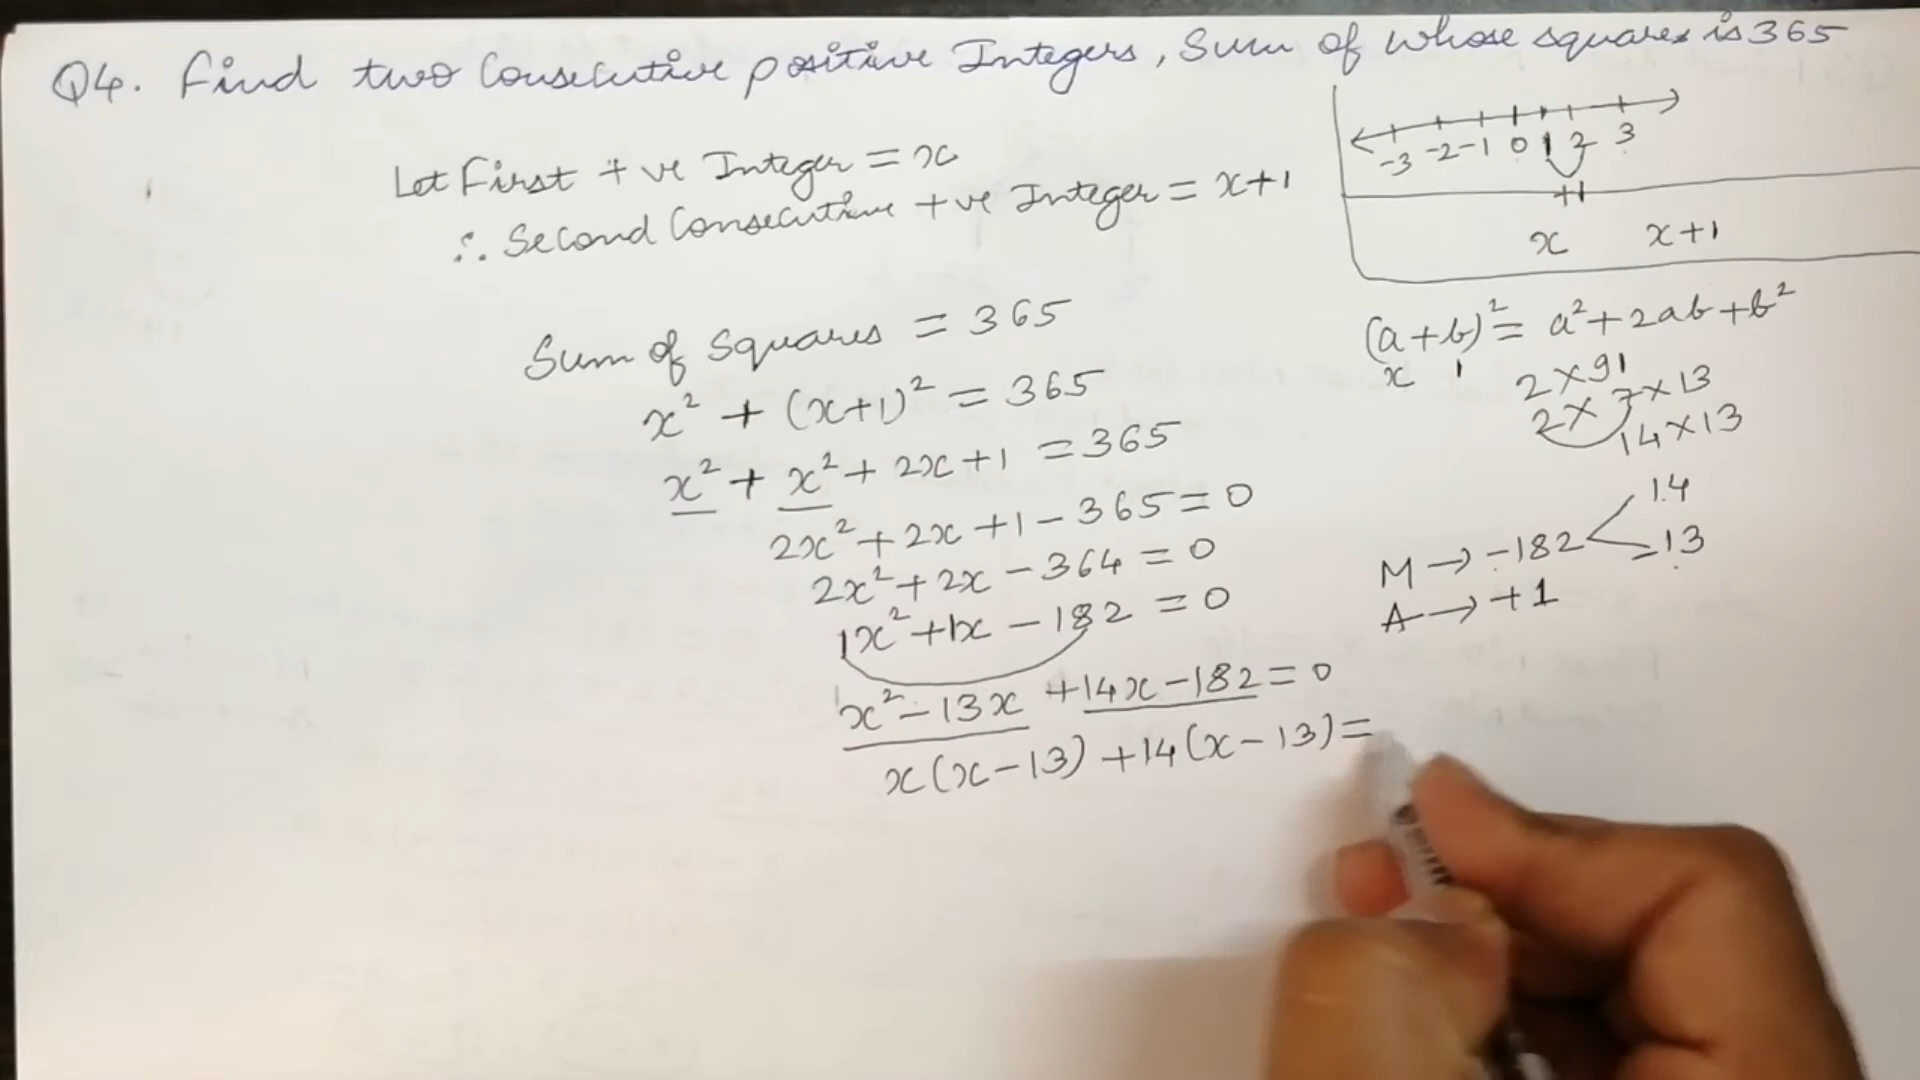 Q4. Find two Consecutive positive Integers, Sum of whose squares is 365
Let First +ve Integer = x
∴ Second Consecutive +ve Integer = x+1
Sum of Squares = 365
x² + (x+1)² = 365
x² + x² + 2x+1 = 365
2x² + 2x +1 - 365 = 0
2x² + 2x - 364 = 0
1x² + 1x - 182 = 0
x² - 13x + 14x - 182 = 0
x(x-13) + 14(x-13) =
-3 -2 -1 0 1 2 3
+1
x x+1
(a+b)² = a² + 2ab + b²
x 1
2×91
2×7×13
14×13
M → -182
14
-13
A → +1